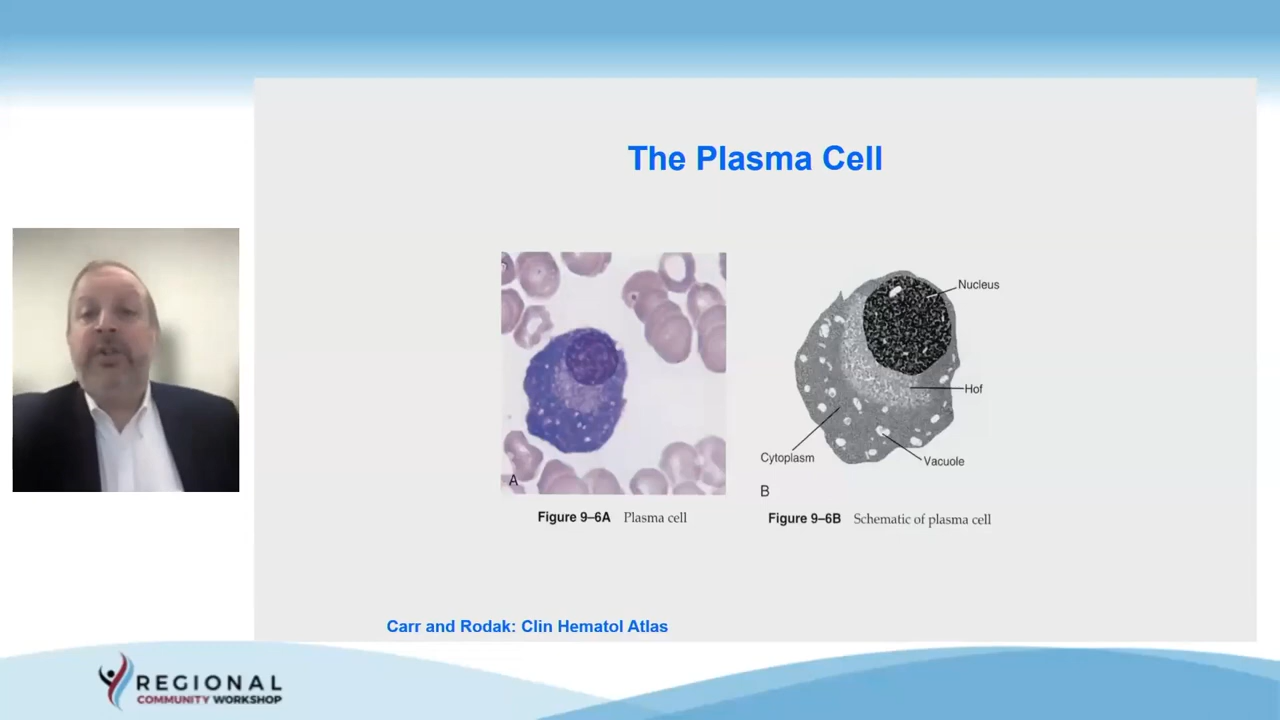 The Plasma Cell
Nucleus
Hof
Cytoplasm
Vacuole
A
B
Figure 9–6A Plasma cell
Figure 9–6B Schematic of plasma cell
Carr and Rodak: Clin Hematol Atlas
REGIONAL
COMMUNITY WORKSHOP